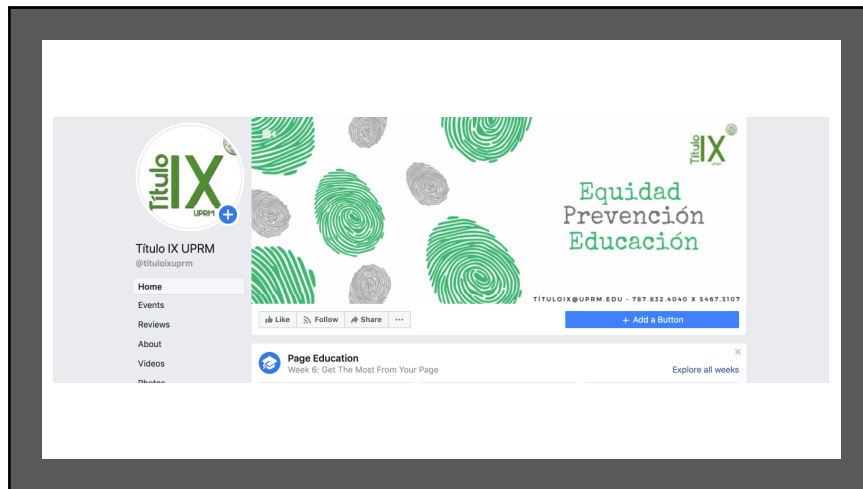 Título
IX
UPRM
Título IX UPRM
@tituloixuprm
Home
Events
Reviews
About
Videos
Photos
Título
IX
Equidad
Prevención
Educación
TÍTULOIX@UPRM.EDU · 787.832.4040 X 5467,3107
Like
Follow
Share
+ Add a Button
Page Education
Week 6: Get The Most From Your Page
Explore all weeks